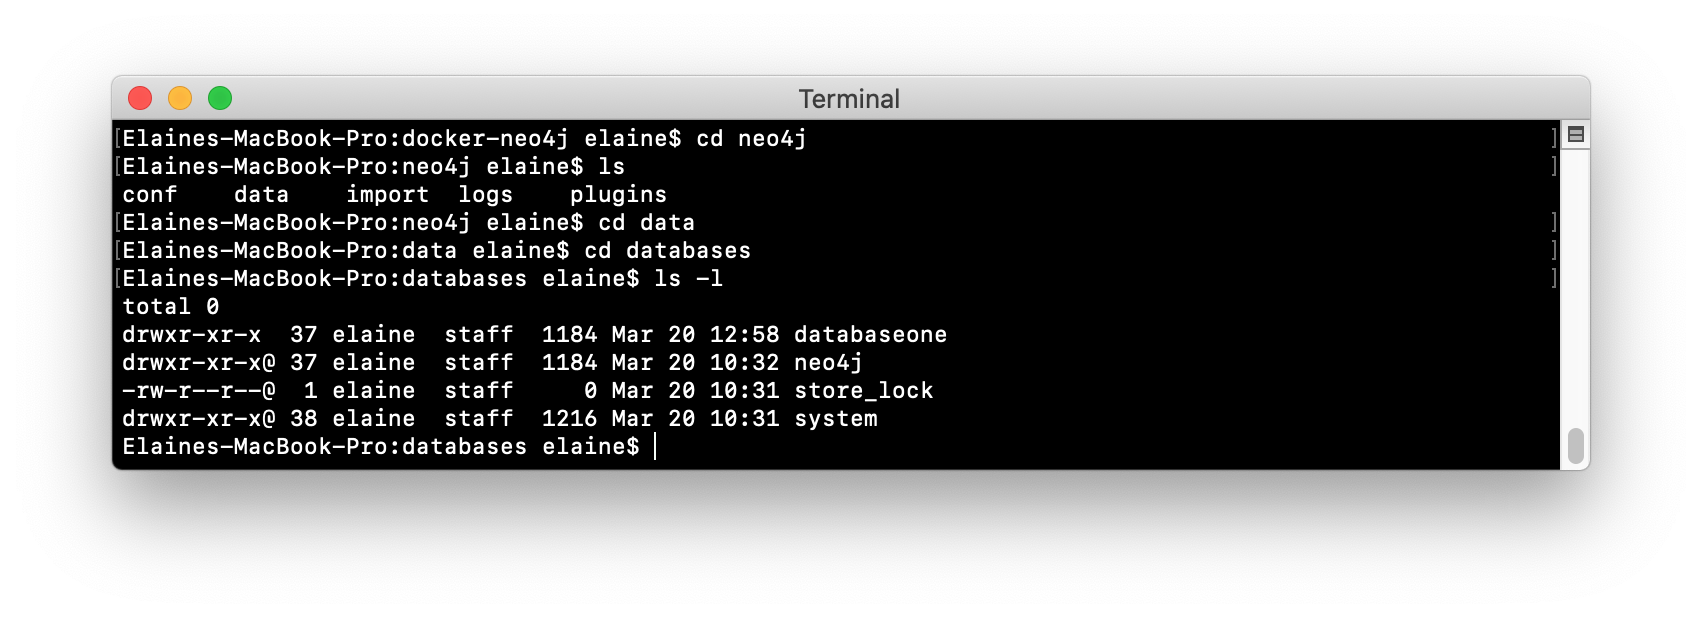 Terminal
[Elaines-MacBook-Pro:docker-neo4j elaine$ cd neo4j ]
[Elaines-MacBook-Pro:neo4j elaine$ ls ]
conf    data    import  logs    plugins
[Elaines-MacBook-Pro:neo4j elaine$ cd data ]
[Elaines-MacBook-Pro:data elaine$ cd databases ]
[Elaines-MacBook-Pro:databases elaine$ ls -l ]
total 0
drwxr-xr-x  37 elaine  staff  1184 Mar 20 12:58 databaseone
drwxr-xr-x@ 37 elaine  staff  1184 Mar 20 10:32 neo4j
-rw-r--r--@  1 elaine  staff     0 Mar 20 10:31 store_lock
drwxr-xr-x@ 38 elaine  staff  1216 Mar 20 10:31 system
Elaines-MacBook-Pro:databases elaine$